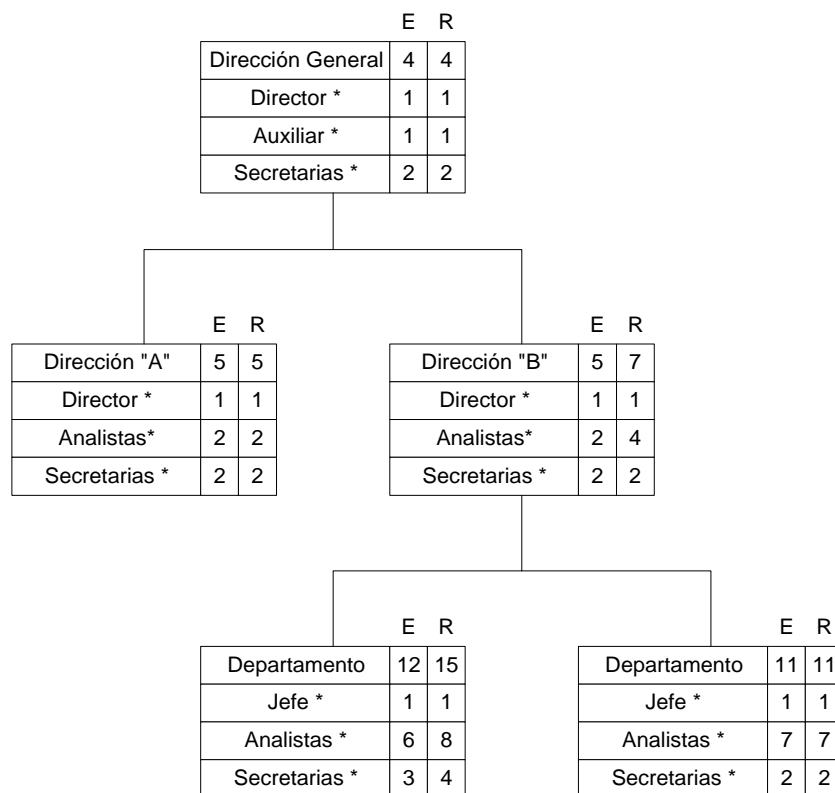 E R
Dirección General 4 4
Director * 1 1
Auxiliar * 1 1
Secretarias * 2 2
E R
Dirección "A" 5 5
Director * 1 1
Analistas* 2 2
Secretarias * 2 2
E R
Dirección "B" 5 7
Director * 1 1
Analistas* 2 4
Secretarias * 2 2
E R
Departamento 12 15
Jefe * 1 1
Analistas * 6 8
Secretarias * 3 4
E R
Departamento 11 11
Jefe * 1 1
Analistas * 7 7
Secretarias * 2 2